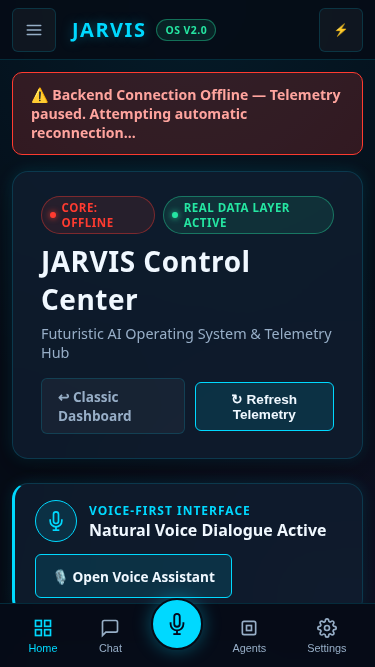 JARVIS
OS V2.0
⚡
⚠️ Backend Connection Offline — Telemetry
paused. Attempting automatic
reconnection...
CORE:
OFFLINE
REAL DATA LAYER
ACTIVE
JARVIS Control
Center
Futuristic AI Operating System & Telemetry
Hub
↩ Classic
Dashboard
↻ Refresh
Telemetry
VOICE-FIRST INTERFACE
Natural Voice Dialogue Active
🎙️ Open Voice Assistant
Home
Chat
Agents
Settings